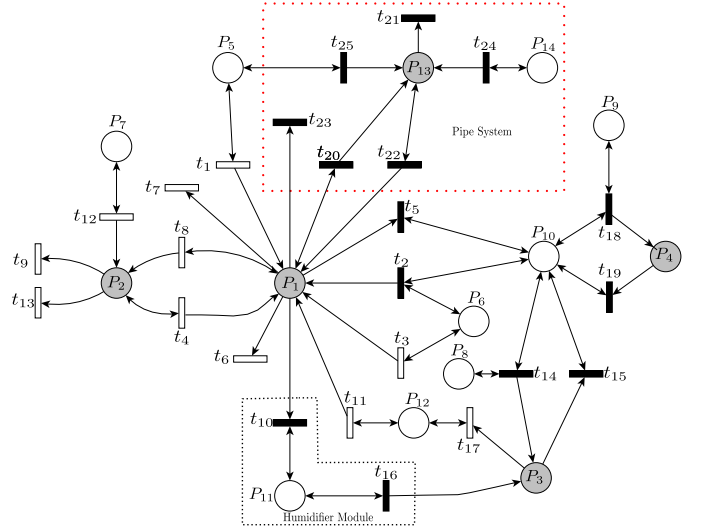 t21
P5
t25
t24
P14
P13
P9
t23
Pipe System
P7
t1
t20
t22
t7
t5
t12
t8
P10
t18
t9
t2
P4
t19
P2
P1
t13
P6
t4
t3
t6
P8
t14
t15
t11
P12
t10
t17
t16
P3
P11
Humidifier Module